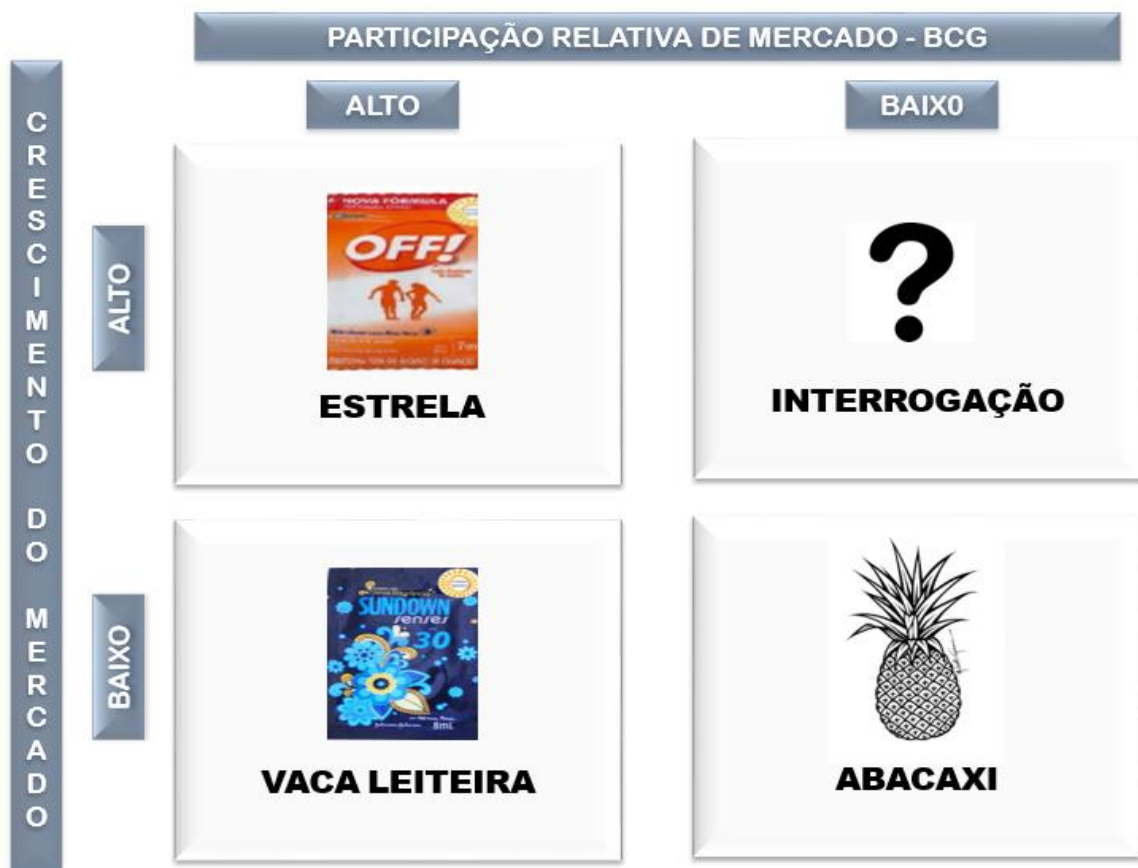 PARTICIPAÇÃO RELATIVA DE MERCADO - BCG
ALTO
BAIX0
CRESCIMENTO DO MERCADO
ALTO
NOVA FÓRMULA
OFF!
ESTRELA
INTERROGAÇÃO
BAIXO
SUNDOWN
senses
30
8mL
VACA LEITEIRA
ABACAXI